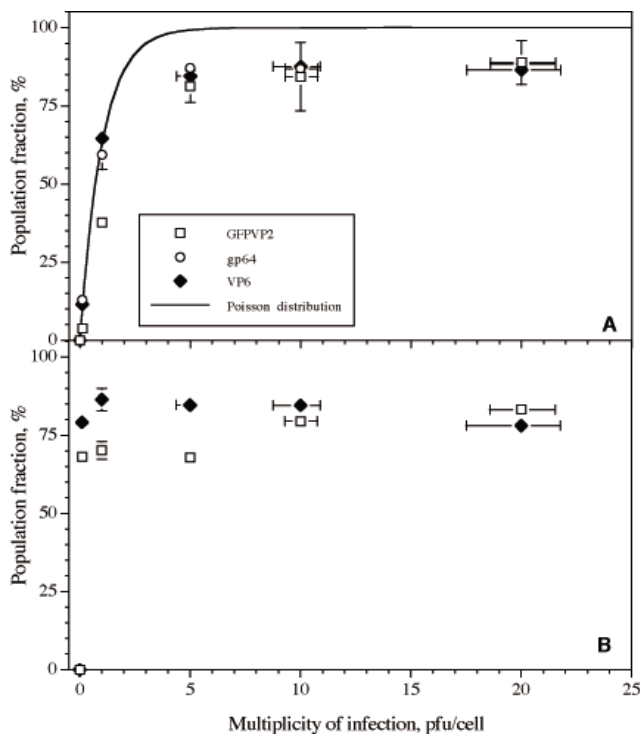 100
75
50
25
0
Population fraction, %
GFPVP2
gp64
VP6
Poisson distribution
A
100
75
50
25
0
Population fraction, %
B
0 5 10 15 20 25
Multiplicity of infection, pfu/cell